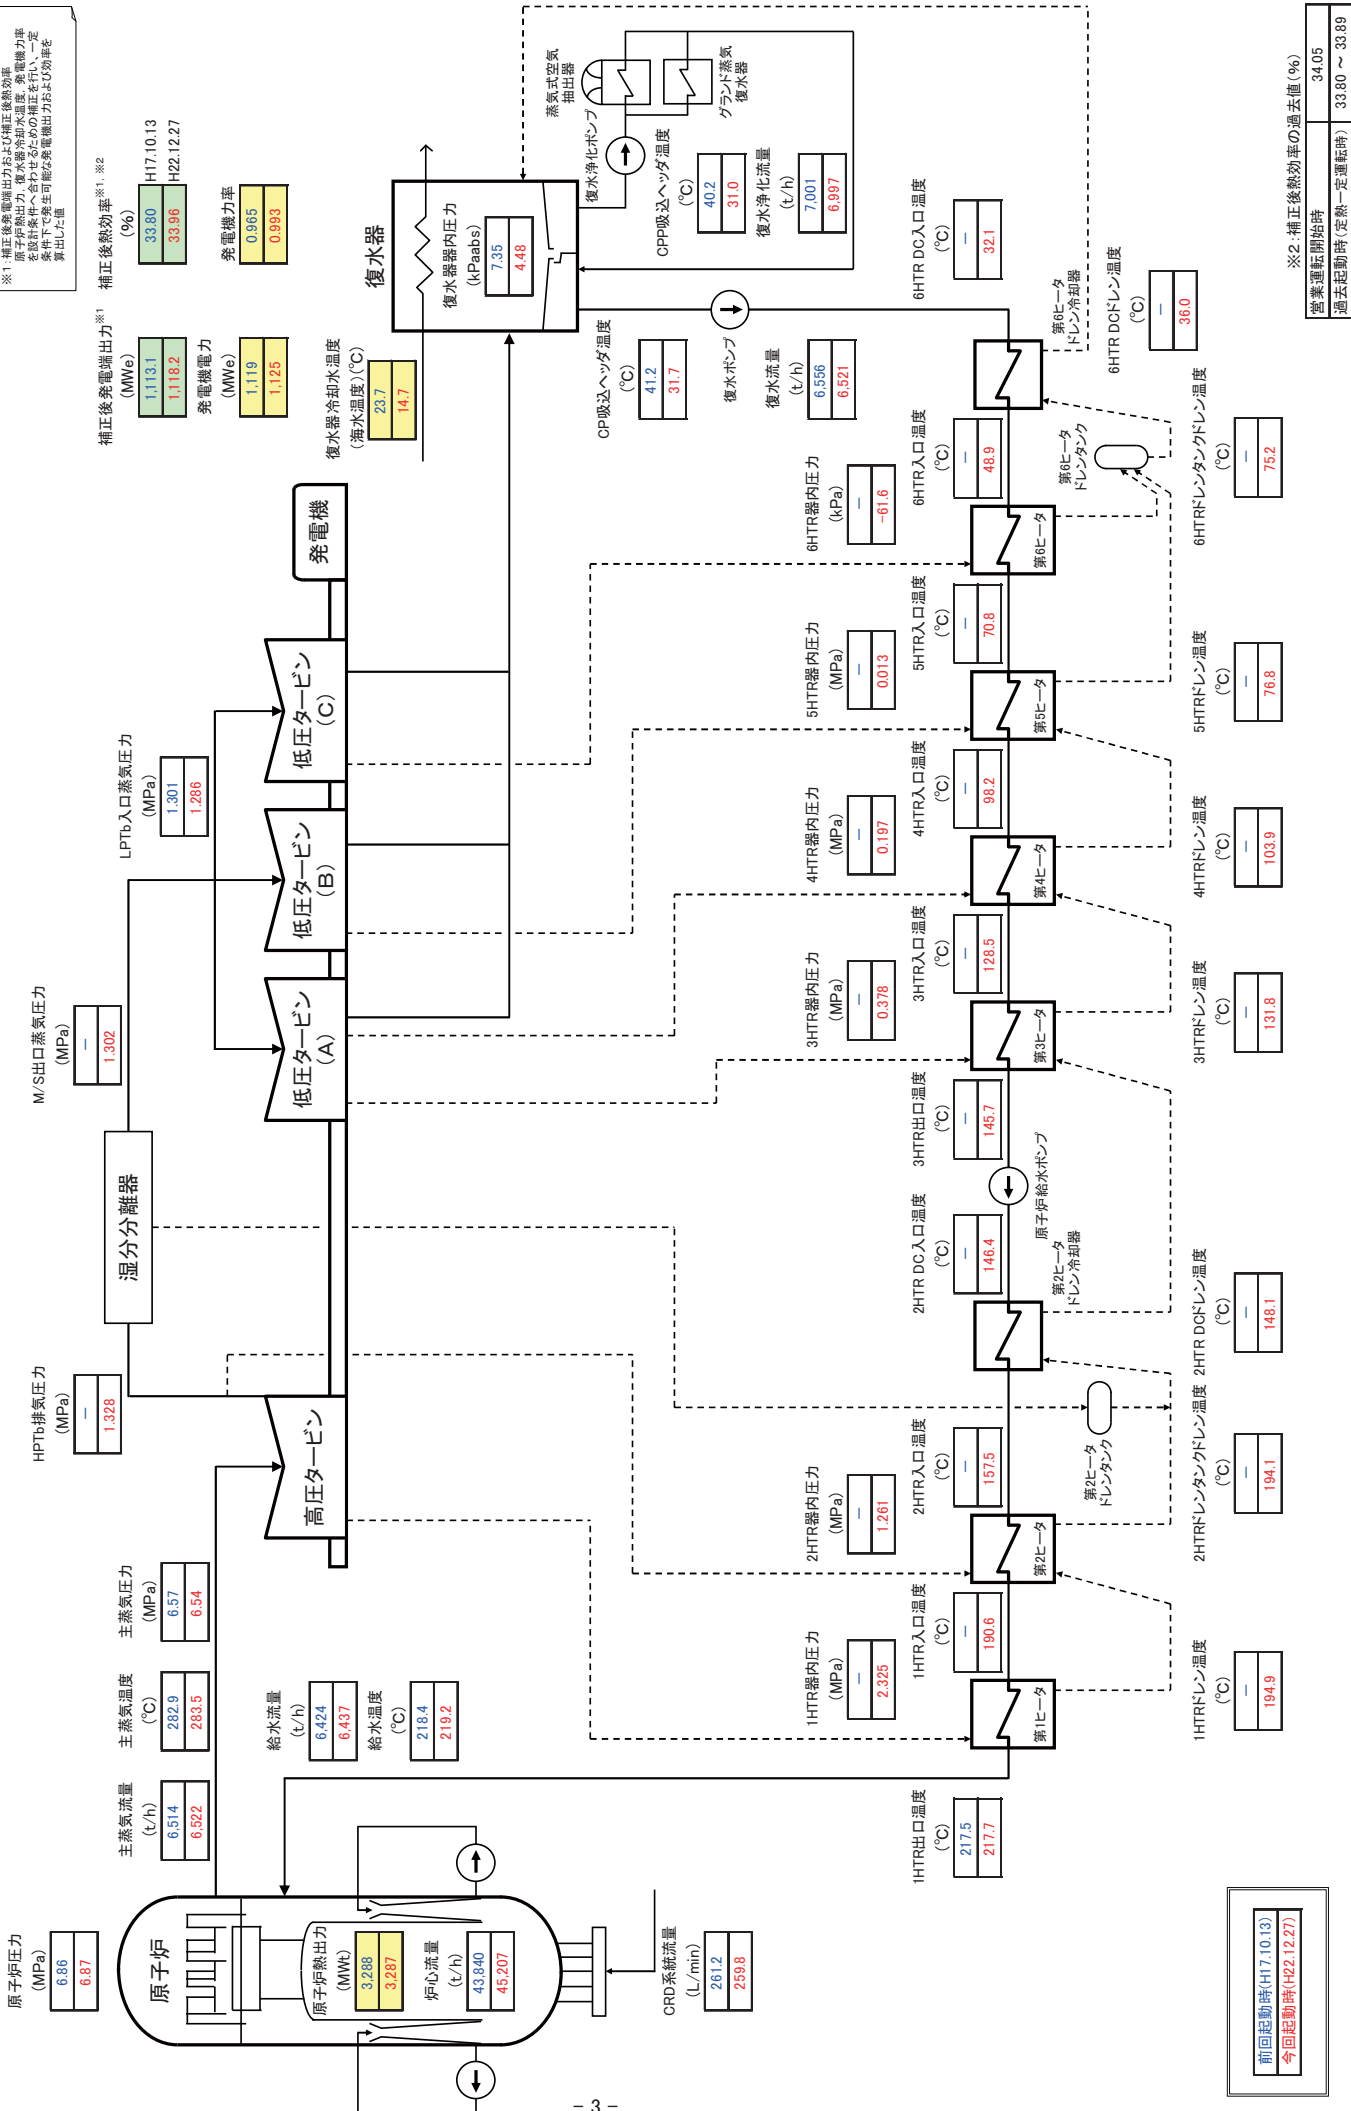 ※1:補正後発電端出力および補正後熱効率
原子炉熱出力、復水器冷却水温度、発電機力率
を設計条件へ合わせるための補正を行い、一定
条件下で発生可能な発電機出力および効率を
算出した値
補正後発電端出力※1
(MWe)
1,113.1
1,118.2
補正後熱効率※1, ※2
(%)
33.80 H17.10.13
33.96 H22.12.27
発電機電力
(MWe)
1,119
1,125
発電機力率
0.965
0.993
原子炉圧力
(MPa)
6.86
6.87
原子炉
原子炉熱出力
(MWt)
3,288
3,287
炉心流量
(t/h)
43,840
45,207
CRD系統流量
(L/min)
261.2
259.8
主蒸気流量
(t/h)
6,514
6,522
主蒸気温度
(℃)
282.9
283.5
主蒸気圧力
(MPa)
6.57
6.54
給水流量
(t/h)
6,424
6,437
給水温度
(℃)
218.4
219.2
HPTb排気圧力
(MPa)
－
1.328
湿分分離器
M/S出口蒸気圧力
(MPa)
－
1.302
LPTb入口蒸気圧力
(MPa)
1.301
1.286
高圧タービン
低圧タービン
(A)
低圧タービン
(B)
低圧タービン
(C)
発電機
復水器冷却水温度
(海水温度)(℃)
23.7
14.7
復水器
復水器器内圧力
(kPaabs)
7.35
4.48
蒸気式空気
抽出器
グランド蒸気
復水器
復水浄化ポンプ
CPP吸込ヘッダ温度
(℃)
40.2
31.0
復水浄化流量
(t/h)
7,001
6,997
CP吸込ヘッダ温度
(℃)
41.2
31.7
復水ポンプ
復水流量
(t/h)
6,556
6,521
1HTR器内圧力
(MPa)
－
2.325
2HTR器内圧力
(MPa)
－
1.261
3HTR器内圧力
(MPa)
－
0.378
4HTR器内圧力
(MPa)
－
0.197
5HTR器内圧力
(MPa)
－
0.013
6HTR器内圧力
(kPa)
－
-61.6
1HTR出口温度
(℃)
217.5
217.7
1HTR入口温度
(℃)
－
190.6
2HTR入口温度
(℃)
－
157.5
2HTR DC入口温度
(℃)
－
146.4
3HTR出口温度
(℃)
－
145.7
3HTR入口温度
(℃)
－
128.5
4HTR入口温度
(℃)
－
98.2
5HTR入口温度
(℃)
－
70.8
6HTR入口温度
(℃)
－
48.9
6HTR DC入口温度
(℃)
－
32.1
第1ヒータ
第2ヒータ
第2ヒータ
ドレンタンク
第2ヒータ
ドレン冷却器
原子炉給水ポンプ
第3ヒータ
第4ヒータ
第5ヒータ
第6ヒータ
第6ヒータ
ドレンタンク
第6ヒータ
ドレン冷却器
1HTRドレン温度
(℃)
－
194.9
2HTRドレンタンクドレン温度
(℃)
－
194.1
2HTR DCドレン温度
(℃)
－
148.1
3HTRドレン温度
(℃)
－
131.8
4HTRドレン温度
(℃)
－
103.9
5HTRドレン温度
(℃)
－
76.8
6HTRドレンタンクドレン温度
(℃)
－
75.2
6HTR DCドレン温度
(℃)
－
36.0
前回起動時(H17.10.13)
今回起動時(H22.12.27)
※2:補正後熱効率の過去値(%)
営業運転開始時 34.05
過去起動時(定熱一定運転時) 33.80 ～ 33.89
- 3 -